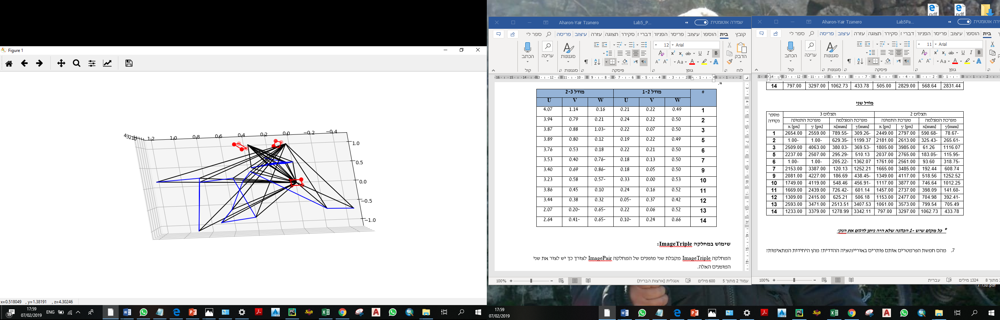 Figure 1
4 3 2 1 0 1.2 1.0 0.8 0.6 0.4 0.2 0.0 −0.2 −0.4
1.0
0.5
0.0
−0.5
−1.0
x=0.518049 , y=1.38191 , z=4.30246
17:59
07/02/2019
ENG
19
Aharon-Yair Tzanero Lab5_P... שמירה אוטומטית
קובץ בית הוספה עיצוב פריסה הפניור דברי ז סקירר תצוגה עזרה עיצוב פריסה ספר לי
12 Arial
הדבק סגנונות עריכה הכתב
לוח גופן פיסקה סגנונות קול
4.
# מודל 1-2 מודל 2-3
U V W U V W
4.07 1.14 0.16 0.21 0.22 0.49 1
3.94 0.79 0.21 0.24 0.22 0.50 2
3.87 0.88 1.03- 0.22 0.07 0.50 3
3.89 0.80 0.12 0.19 0.22 0.49 5
3.76 0.53 0.18 0.22 0.21 0.50 6
3.53 0.40 0.76- 0.18 0.13 0.50 7
3.40 0.69 0.86- 0.18 0.05 0.50 9
3.23 0.58 0.57- 0.33 0.00 0.53 10
3.86 0.45 0.10 0.24 0.16 0.52 11
3.44 0.38 0.32 0.05- 0.37 0.42 12
2.07 0.20- 0.65- 0.22 0.06 0.52 13
2.64 0.41- 0.65- 0.10- 0.24 0.66 14
שימוש במחלקה ImageTriple:
המחלקה ImageTriple מקבלת שני מופעים של המחלקה ImagePair לצורך כך יש לצור את שני
המופעים האלה.
עמוד 2 מתוך 5 600 מילים אנגלית (ארצות הברית) 100%
pdf pdf
Aharon-Yair Tzanero Lab5Pa... שמירה אוטומטית
בית הוספו עיצוב פריסר הפניור דברי ז סקירר תצוגה עזרה עיצוב פריסה ספר לי
11 Arial
סגנונות עריכה הכתב
גופן פיסקה סגנונות קול
14 797.00 3297.00 1062.73 433.78 505.00 2829.00 568.64 2831.44
מודל שני
מספר נקודה תצלום 3 תצלום 2
מערכת התמונה מערכת המצלמה מערכת התמונה מערכת המצלמה
x [px] y [px] x[mm] y[mm] x [px] y [px] x[mm] y[mm]
1 2654.00 2559.00 789.55- 309.26- 2449.00 2797.00 590.68- 78.67-
2 1.00- 1.00- 629.35- 1199.37 2181.00 2613.00 325.43- 265.61-
3 2509.00 4063.00 380.03- 369.53- 1805.00 3985.00 61.26 1116.07
5 2237.00 2507.00 295.29- 510.13 2037.00 2765.00 183.05- 115.95-
6 1.00- 1.00- 205.22- 1362.07 1761.00 2561.00 93.60 318.75-
7 2153.00 3387.00 120.13 1252.21 1665.00 3485.00 192.44 608.74
9 2081.00 4227.00 186.69 438.45- 1349.00 4117.00 518.56 1252.52
10 1749.00 4119.00 548.46 456.91- 1117.00 3877.00 746.64 1012.25
11 1669.00 2439.00 726.42- 601.14 1457.00 2737.00 398.09 141.60-
12 1309.00 2415.00 625.21 506.18 1153.00 2477.00 704.98 392.41-
13 2593.00 3471.00 2513.51 3407.53 1061.00 3573.00 799.54 705.49
14 1233.00 3379.00 1278.99 3342.11 797.00 3297.00 1062.73 433.78
* כל מקום שיש -1 הכוונה שלא היה ניתן לדגום את הנק'
7. מהם חמשת הפרמטרים אותם פותרים באוריינטציה ההדדית? מהן היחידות המתאימות?
מתוך 8 1324 מילים עברית 100%
שנה ג.pdf
17:59
07/02/2019